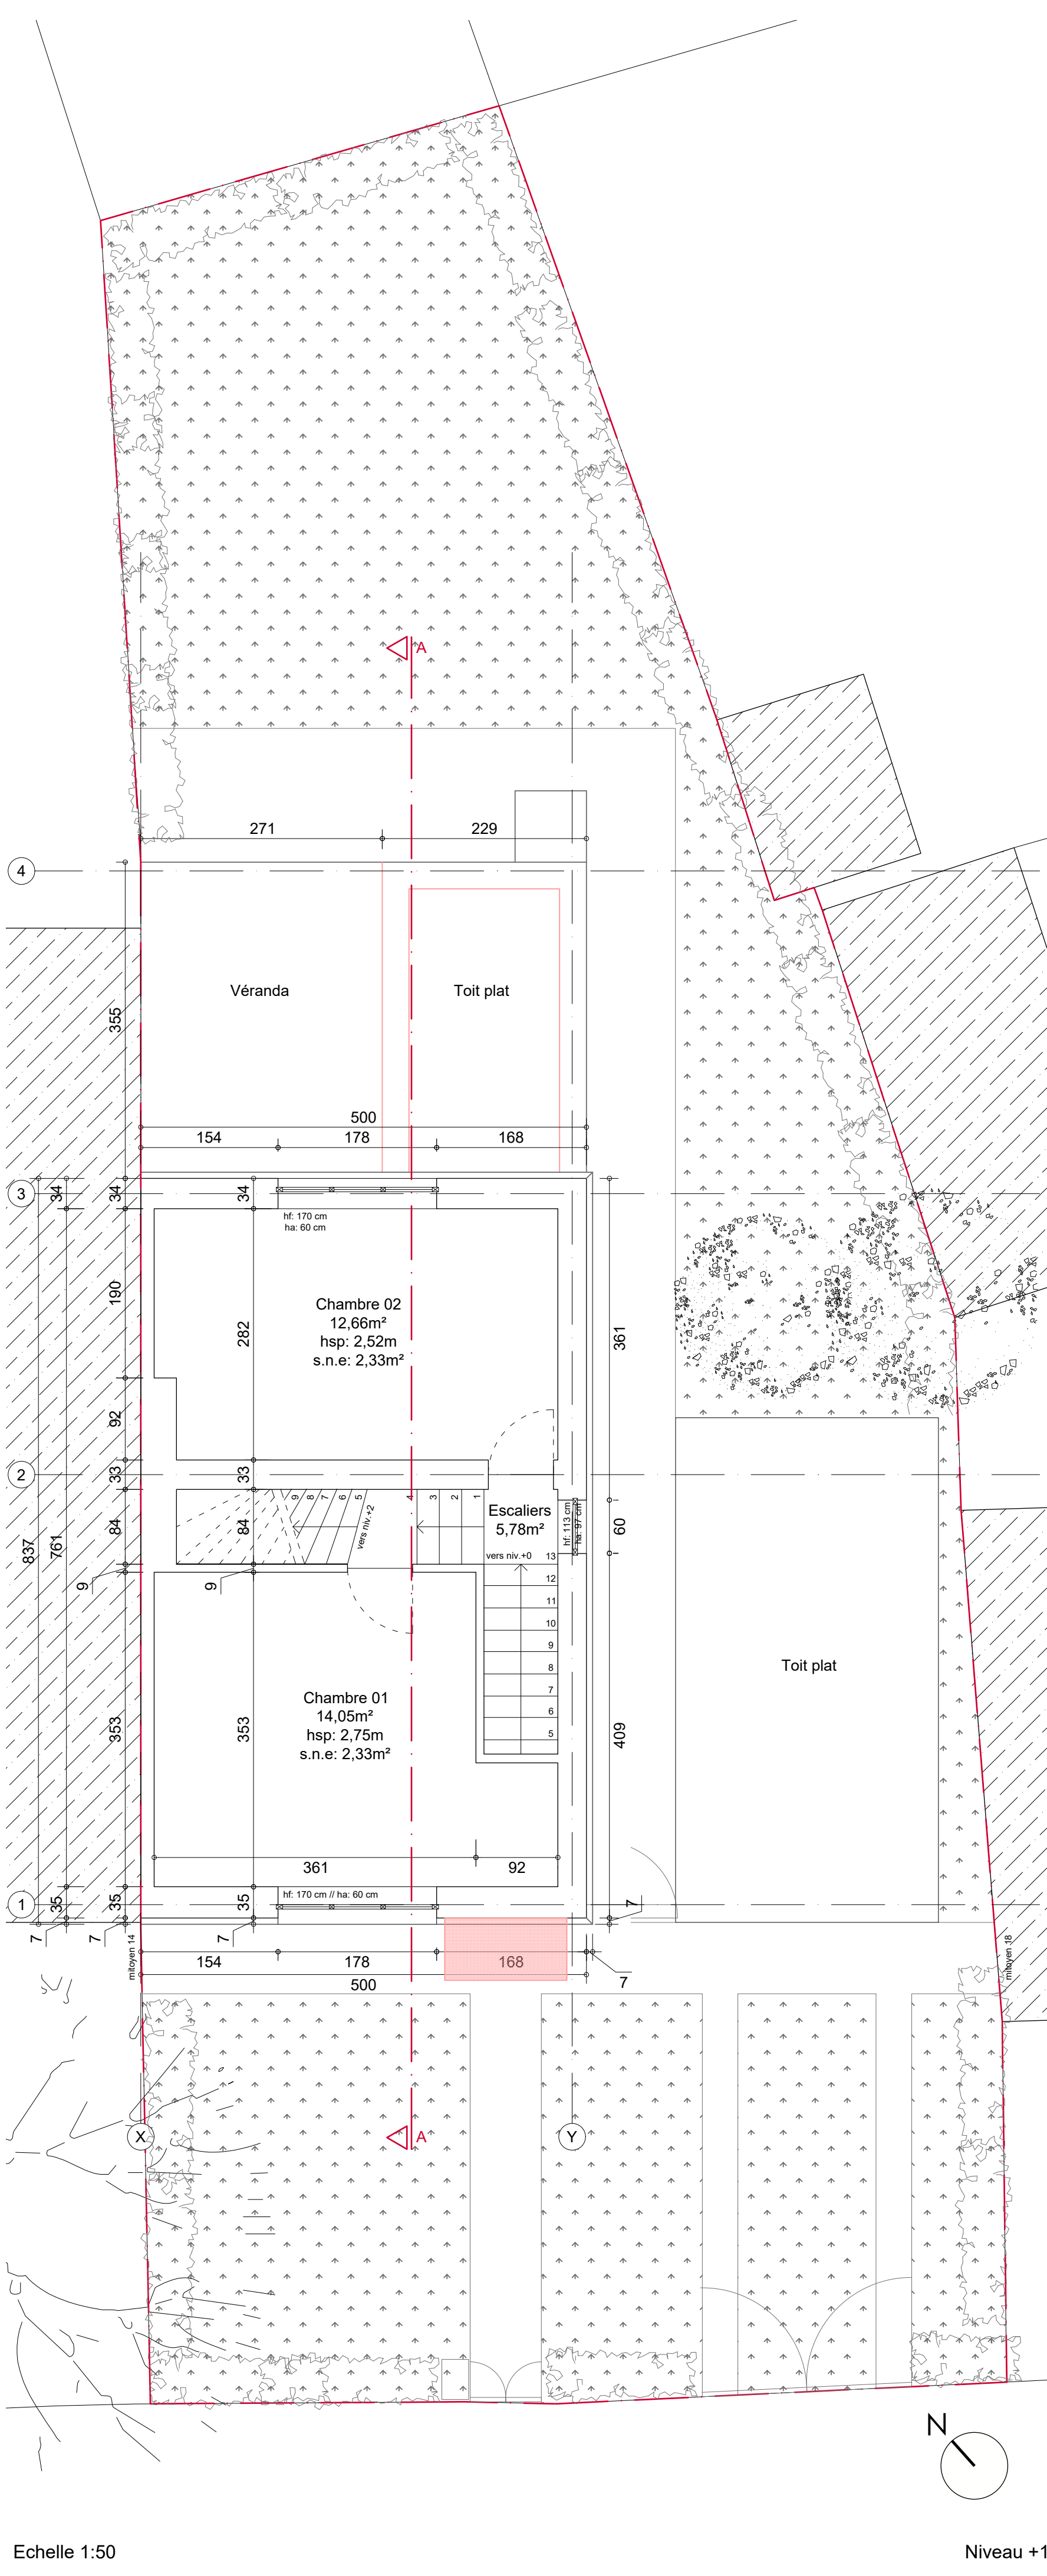 A
271
229
4
355
Véranda
Toit plat
500
154
178
168
3
34
34
34
hf: 170 cm
ha: 60 cm
190
282
361
Chambre 02
12,66m²
hsp: 2,52m
s.n.e: 2,33m²
92
2
33
33
9
8
7
6
5
4
3
2
1
vers niv.+2
Escaliers
5,78m²
hf: 113 cm
ha: 97 cm
60
837
761
84
84
vers niv.+0
13
12
11
10
9
8
7
6
5
9
9
Toit plat
353
353
Chambre 01
14,05m²
hsp: 2,75m
s.n.e: 2,33m²
409
361
92
1
35
35
35
hf: 170 cm // ha: 60 cm
7
7
7
7
mitoyen 14
mitoyen 18
154
178
168
500
7
X
A
Y
N
Echelle 1:50
Niveau +1